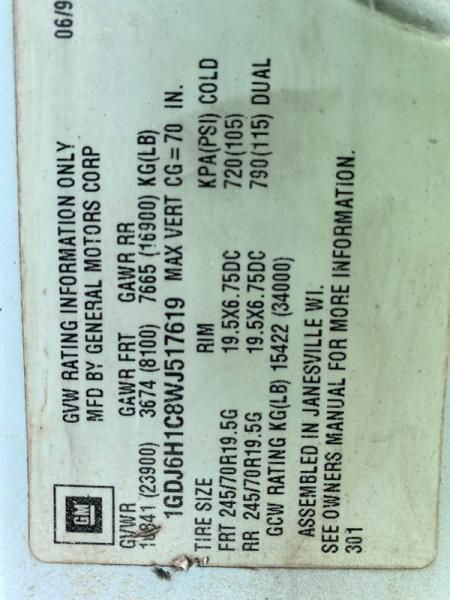 GVW RATING INFORMATION ONLY 06/9
MFD BY GENERAL MOTORS CORP
GM
GVWR GAWR FRT GAWR RR
(23900) 3674 (8100) 7665 (16900) KG(LB)
1GDJ6H1C8WJ517619 MAX VERT CG = 70 IN.
TIRE SIZE RIM KPA(PSI) COLD
FRT 245/70R19.5G 19.5X6.75DC 720(105)
RR 245/70R19.5G 19.5X6.75DC 790(115) DUAL
GCW RATING KG(LB) 15422 (34000)
ASSEMBLED IN JANESVILLE WI.
SEE OWNERS MANUAL FOR MORE INFORMATION.
301